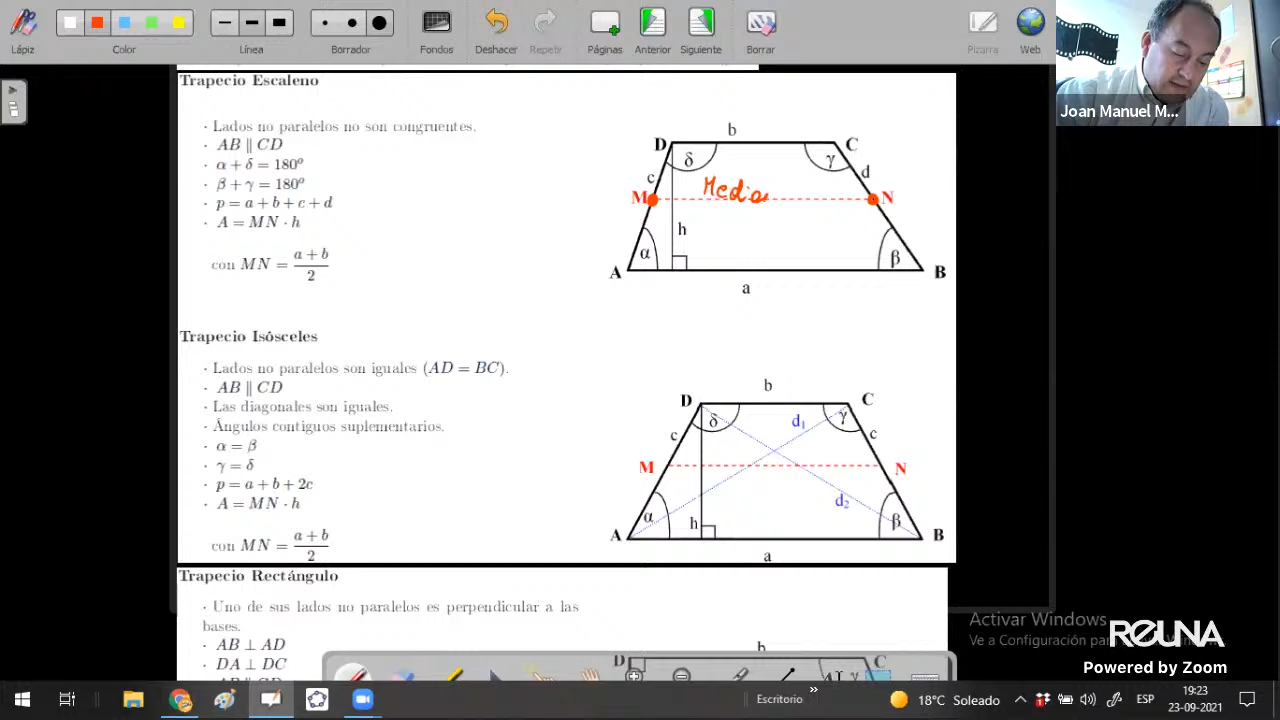 Lápiz
Color
Línea
Borrador
Fondos
Deshacer
Repetir
Páginas
Anterior
Siguiente
Borrar
Pizarra
Web
Joan Manuel M...
Trapecio Escaleno
· Lados no paralelos no son congruentes.
· AB ∥ CD
· α + δ = 180º
· β + γ = 180º
· p = a + b + c + d
· A = MN · h
con MN = (a + b)/2
b
D
δ
γ
C
c
d
M
Media
N
h
α
β
A
B
a
Trapecio Isósceles
· Lados no paralelos son iguales (AD = BC).
· AB ∥ CD
· Las diagonales son iguales.
· Ángulos contiguos suplementarios.
· α = β
· γ = δ
· p = a + b + 2c
· A = MN · h
con MN = (a + b)/2
b
D
δ
d₁
γ
C
c
c
M
N
d₂
α
h
β
A
B
a
Trapecio Rectángulo
· Uno de sus lados no paralelos es perpendicular a las
bases.
· AB ⊥ AD
· DA ⊥ DC
b
D
γ
C
Activar Windows
Ve a Configuración par
REUNA
Powered by Zoom
Escritorio
»
18°C Soleado
ESP
19:23
23-09-2021